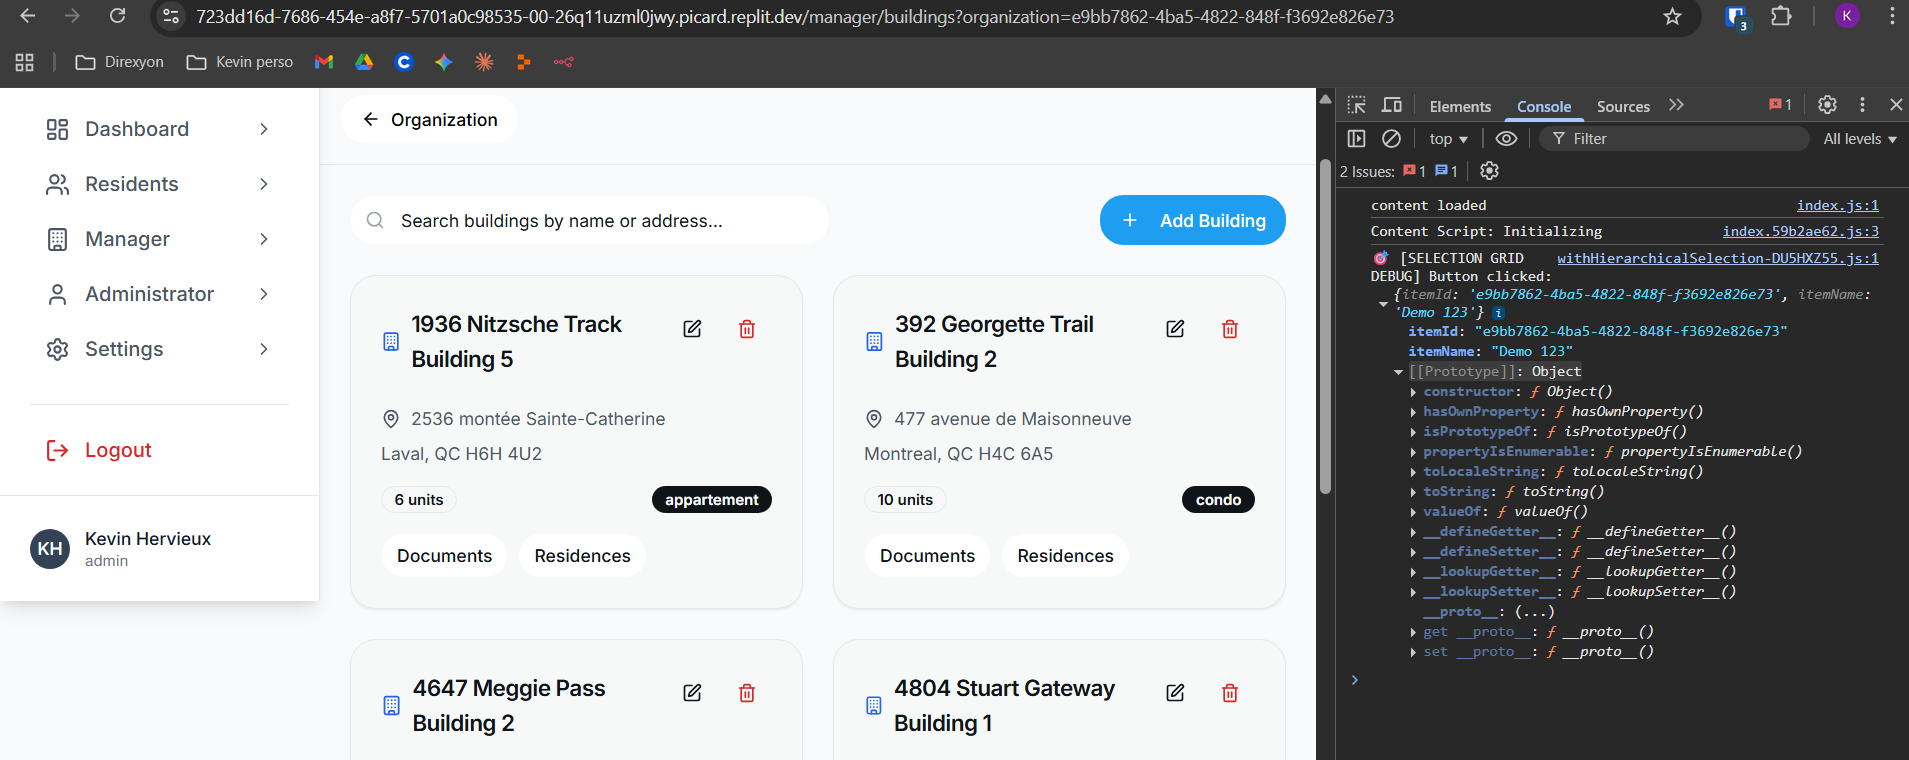 723dd16d-7686-454e-a8f7-5701a0c98535-00-26q11uzml0jwy.picard.replit.dev/manager/buildings?organization=e9bb7862-4ba5-4822-848f-f3692e826e73
3
K
Direxyon
Kevin perso
Dashboard
Residents
Manager
Administrator
Settings
Logout
KH
Kevin Hervieux
admin
Organization
Search buildings by name or address...
Add Building
1936 Nitzsche Track
Building 5
2536 montée Sainte-Catherine
Laval, QC H6H 4U2
6 units
appartement
Documents
Residences
392 Georgette Trail
Building 2
477 avenue de Maisonneuve
Montreal, QC H4C 6A5
10 units
condo
Documents
Residences
4647 Meggie Pass
Building 2
4804 Stuart Gateway
Building 1
Elements
Console
Sources
1
top
Filter
All levels
2 Issues:
1
1
content loaded
index.js:1
Content Script: Initializing
index.59b2ae62.js:3
🎯 [SELECTION GRID
withHierarchicalSelection-DU5HXZ55.js:1
DEBUG] Button clicked:
{itemId: 'e9bb7862-4ba5-4822-848f-f3692e826e73', itemName:
'Demo 123'} i
itemId: "e9bb7862-4ba5-4822-848f-f3692e826e73"
itemName: "Demo 123"
[[Prototype]]: Object
constructor: ƒ Object()
hasOwnProperty: ƒ hasOwnProperty()
isPrototypeOf: ƒ isPrototypeOf()
propertyIsEnumerable: ƒ propertyIsEnumerable()
toLocaleString: ƒ toLocaleString()
toString: ƒ toString()
valueOf: ƒ valueOf()
__defineGetter__: ƒ __defineGetter__()
__defineSetter__: ƒ __defineSetter__()
__lookupGetter__: ƒ __lookupGetter__()
__lookupSetter__: ƒ __lookupSetter__()
__proto__: (...)
get __proto__: ƒ __proto__()
set __proto__: ƒ __proto__()